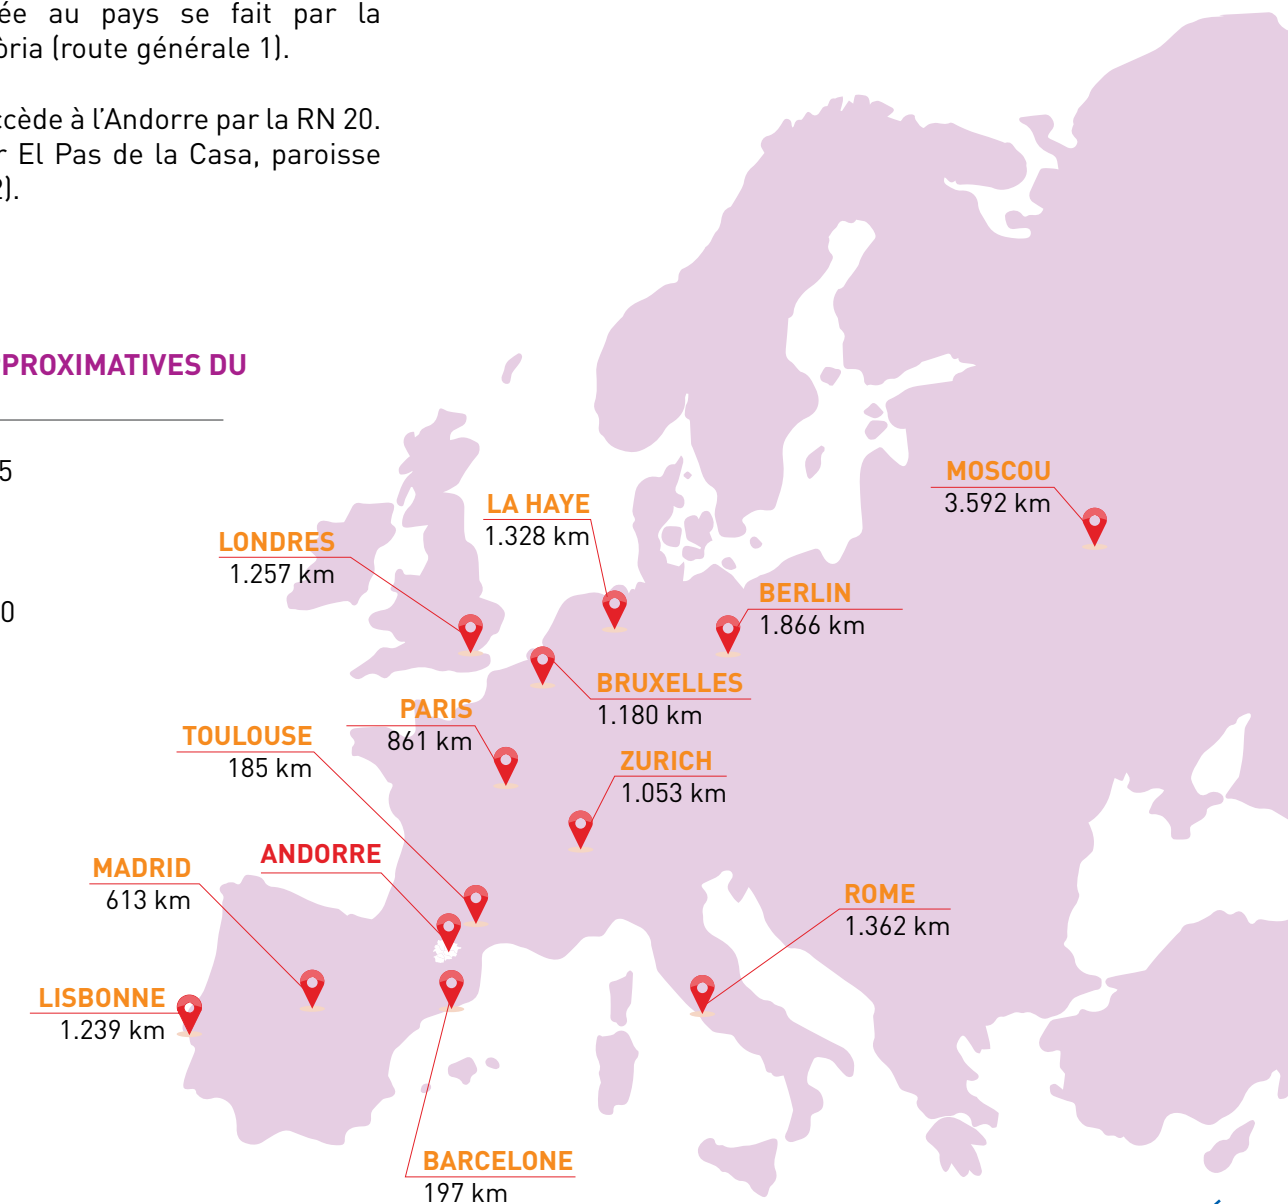 ée au pays se fait par la
òria (route générale 1).
ccède à l'Andorre par la RN 20.
r El Pas de la Casa, paroisse
2).
PPROXIMATIVES DU
5
0
MOSCOU
3.592 km
LA HAYE
1.328 km
LONDRES
1.257 km
BERLIN
1.866 km
BRUXELLES
1.180 km
PARIS
861 km
TOULOUSE
185 km
ZURICH
1.053 km
ANDORRE
MADRID
613 km
ROME
1.362 km
LISBONNE
1.239 km
BARCELONE
197 km